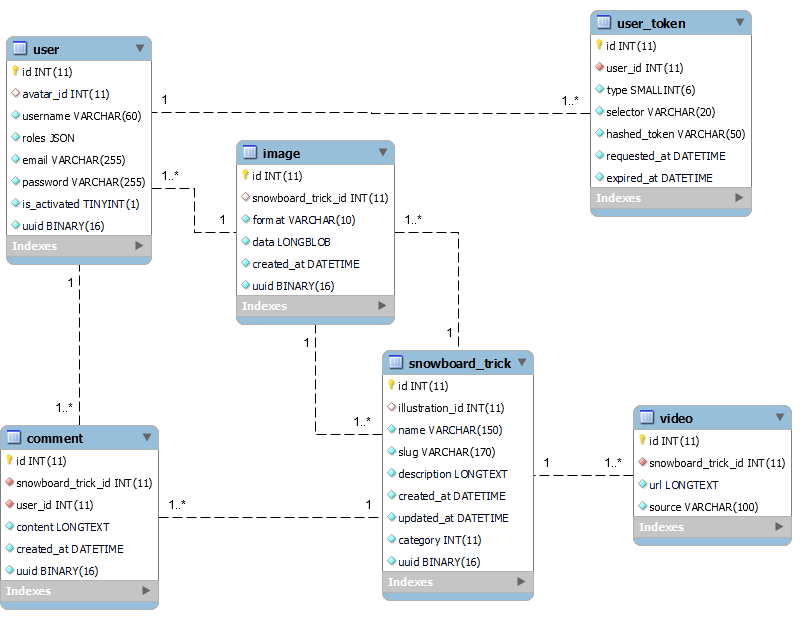 user
id INT(11)
avatar_id INT(11)
username VARCHAR(60)
roles JSON
email VARCHAR(255)
password VARCHAR(255)
is_activated TINYINT(1)
uuid BINARY(16)
Indexes
user_token
id INT(11)
user_id INT(11)
type SMALLINT(6)
selector VARCHAR(20)
hashed_token VARCHAR(50)
requested_at DATETIME
expired_at DATETIME
Indexes
1
1..*
image
id INT(11)
snowboard_trick_id INT(11)
format VARCHAR(10)
data LONGBLOB
created_at DATETIME
uuid BINARY(16)
Indexes
1..*
1
1..*
1
1
1..*
1
1..*
snowboard_trick
id INT(11)
illustration_id INT(11)
name VARCHAR(150)
slug VARCHAR(170)
description LONGTEXT
created_at DATETIME
updated_at DATETIME
category INT(11)
uuid BINARY(16)
Indexes
comment
id INT(11)
snowboard_trick_id INT(11)
user_id INT(11)
content LONGTEXT
created_at DATETIME
uuid BINARY(16)
Indexes
1..*
1
1
1..*
video
id INT(11)
snowboard_trick_id INT(11)
url LONGTEXT
source VARCHAR(100)
Indexes